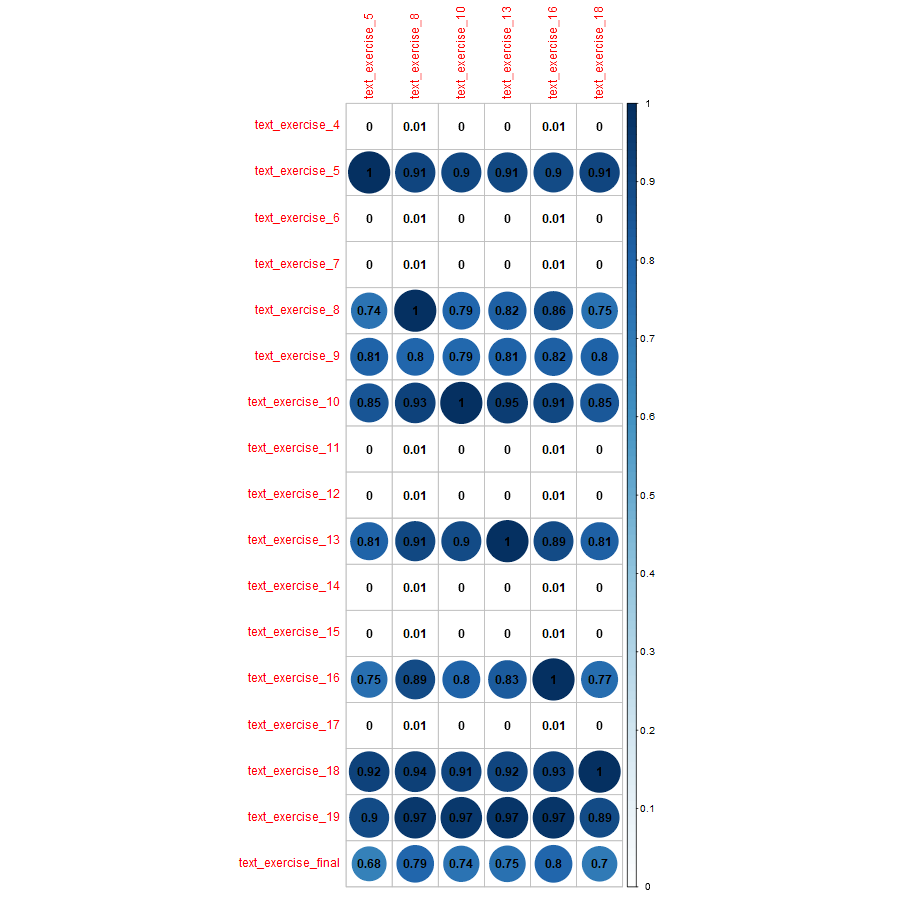 text_exercise_5 text_exercise_8 text_exercise_10 text_exercise_13 text_exercise_16 text_exercise_18
text_exercise_4 0 0.01 0 0 0.01 0
text_exercise_5 1 0.91 0.9 0.91 0.9 0.91
text_exercise_6 0 0.01 0 0 0.01 0
text_exercise_7 0 0.01 0 0 0.01 0
text_exercise_8 0.74 1 0.79 0.82 0.86 0.75
text_exercise_9 0.81 0.8 0.79 0.81 0.82 0.8
text_exercise_10 0.85 0.93 1 0.95 0.91 0.85
text_exercise_11 0 0.01 0 0 0.01 0
text_exercise_12 0 0.01 0 0 0.01 0
text_exercise_13 0.81 0.91 0.9 1 0.89 0.81
text_exercise_14 0 0.01 0 0 0.01 0
text_exercise_15 0 0.01 0 0 0.01 0
text_exercise_16 0.75 0.89 0.8 0.83 1 0.77
text_exercise_17 0 0.01 0 0 0.01 0
text_exercise_18 0.92 0.94 0.91 0.92 0.93 1
text_exercise_19 0.9 0.97 0.97 0.97 0.97 0.89
text_exercise_final 0.68 0.79 0.74 0.75 0.8 0.7
1
0.9
0.8
0.7
0.6
0.5
0.4
0.3
0.2
0.1
0